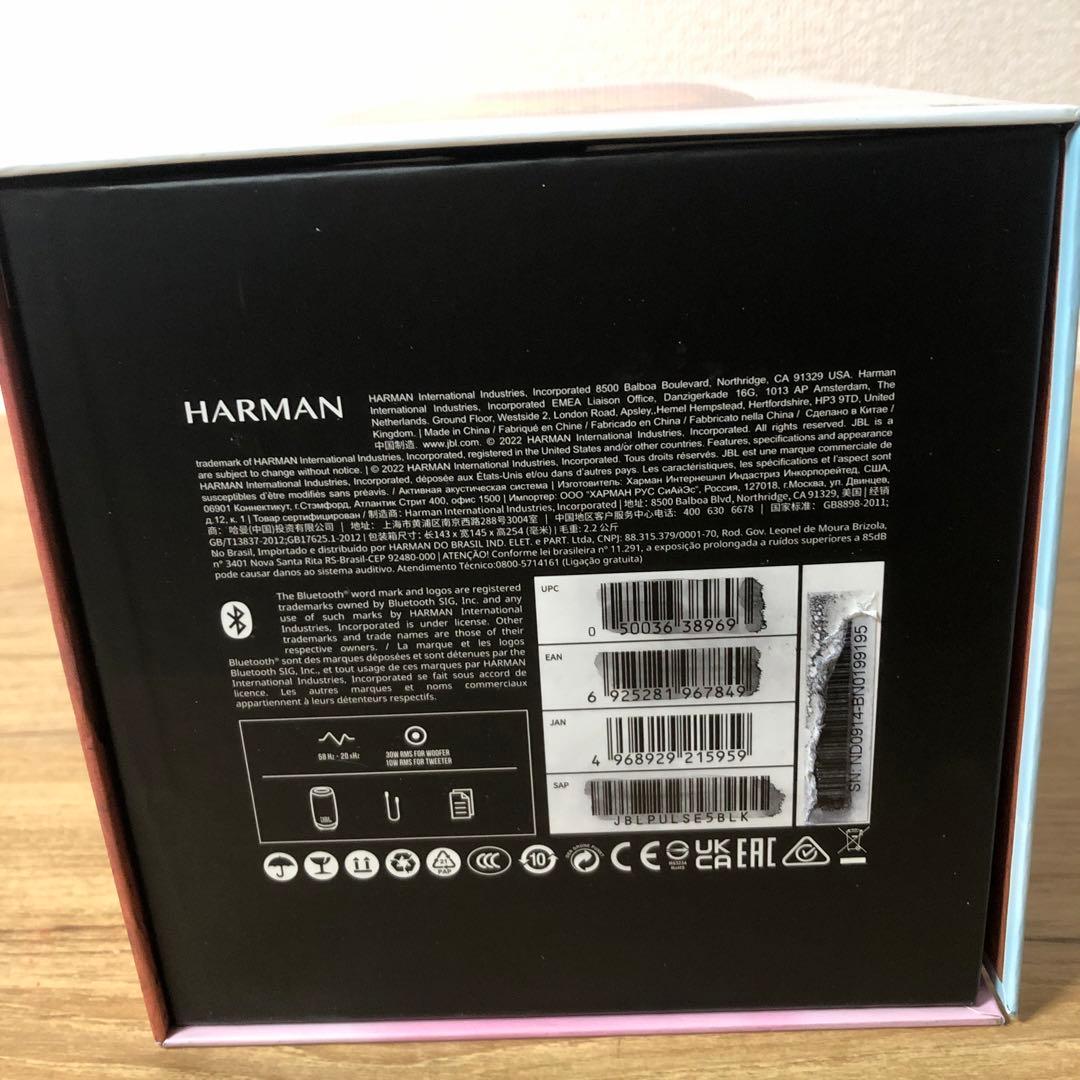 HARMAN
HARMAN International Industries, Incorporated 8500 Balboa Boulevard, Northridge, CA 91329 USA. Harman
International Industries, Incorporated EMEA Liaison Office, Danzigerkade 16G, 1013 AP Amsterdam, The
Netherlands. Ground Floor, Westside 2, London Road, Apsley,,Hemel Hempstead, Hertfordshire, HP3 9TD, United
Kingdom. | Made in China / Fabriqué en Chine / Fabricado en China / Fabbricato nella China / Сделано в Китае /
中国制造. www.jbl.com. © 2022 HARMAN International Industries, Incorporated. All rights reserved. JBL is a
trademark of HARMAN International Industries, Incorporated, registered in the United States and/or other countries. Features, specifications and appearance
are subject to change without notice. | © 2022 HARMAN International Industries, Incorporated. Tous droits réservés. JBL est une marque commerciale de
HARMAN International Industries, Incorporated, déposée aux États-Unis et/ou dans d'autres pays. Les caractéristiques, les spécifications et l'aspect sont
susceptibles d'être modifiés sans préavis. / Активная акустическая система | Изготовитель: Харман Интернешнл Индастриз Инкорпорейтед, США,
06901 Коннектикут, г.Стэмфорд, Атлантик Стрит 400, офис 1500 | Импортер: ООО "ХАРМАН РУС СиАйЭс", Россия, 127018, г.Москва, ул. Двинцев,
д.12, к. 1 | Товар сертифицирован / 制造商: Harman International Industries, Incorporated | 地址: 8500 Balboa Blvd, Northridge, CA 91329, 美国 | 经销
商: 哈曼(中国)投资有限公司 | 地址: 上海市黄浦区南京西路288号3004室 | 中国地区客户服务中心电话: 400 630 6678 | 国家标准: GB8898-2011;
GB/T13837-2012;GB17625.1-2012 | 包装箱尺寸: 长143 x 宽145 x 高254 (毫米) | 毛重: 2.2 公斤
No Brasil, Importado e distribuido por HARMAN DO BRASIL IND. ELET. e PART. Ltda, CNPJ: 88.315.379/0001-70, Rod. Gov. Leonel de Moura Brizola,
n° 3401 Nova Santa Rita RS-Brasil-CEP 92480-000 | ATENÇÃO! Conforme lei brasileira n° 11.291, a exposição prolongada a ruídos superiores a 85dB
pode causar danos ao sistema auditivo. Atendimento Técnico:0800-5714161 (Ligação gratuita)
The Bluetooth® word mark and logos are registered
trademarks owned by Bluetooth SIG, Inc. and any
use of such marks by HARMAN International
Industries, Incorporated is under license. Other
trademarks and trade names are those of their
respective owners. / La marque et les logos
Bluetooth® sont des marques déposées et sont détenues par the
Bluetooth SIG, Inc., et tout usage de ces marques par HARMAN
International Industries, Incorporated se fait sous accord de
licence. Les autres marques et noms commerciaux
appartiennent à leurs détenteurs respectifs.
UPC
0 50036 38969
EAN
6 925281 967849
JAN
4 968929 215959
SAP
JBLPULSE5BLK
SN: ND0914-BN0199195
30W RMS FOR WOOFER
10W RMS FOR TWEETER
JBL
21
PAP
CCC
10
CE
RoHS
UK
CA
EAC